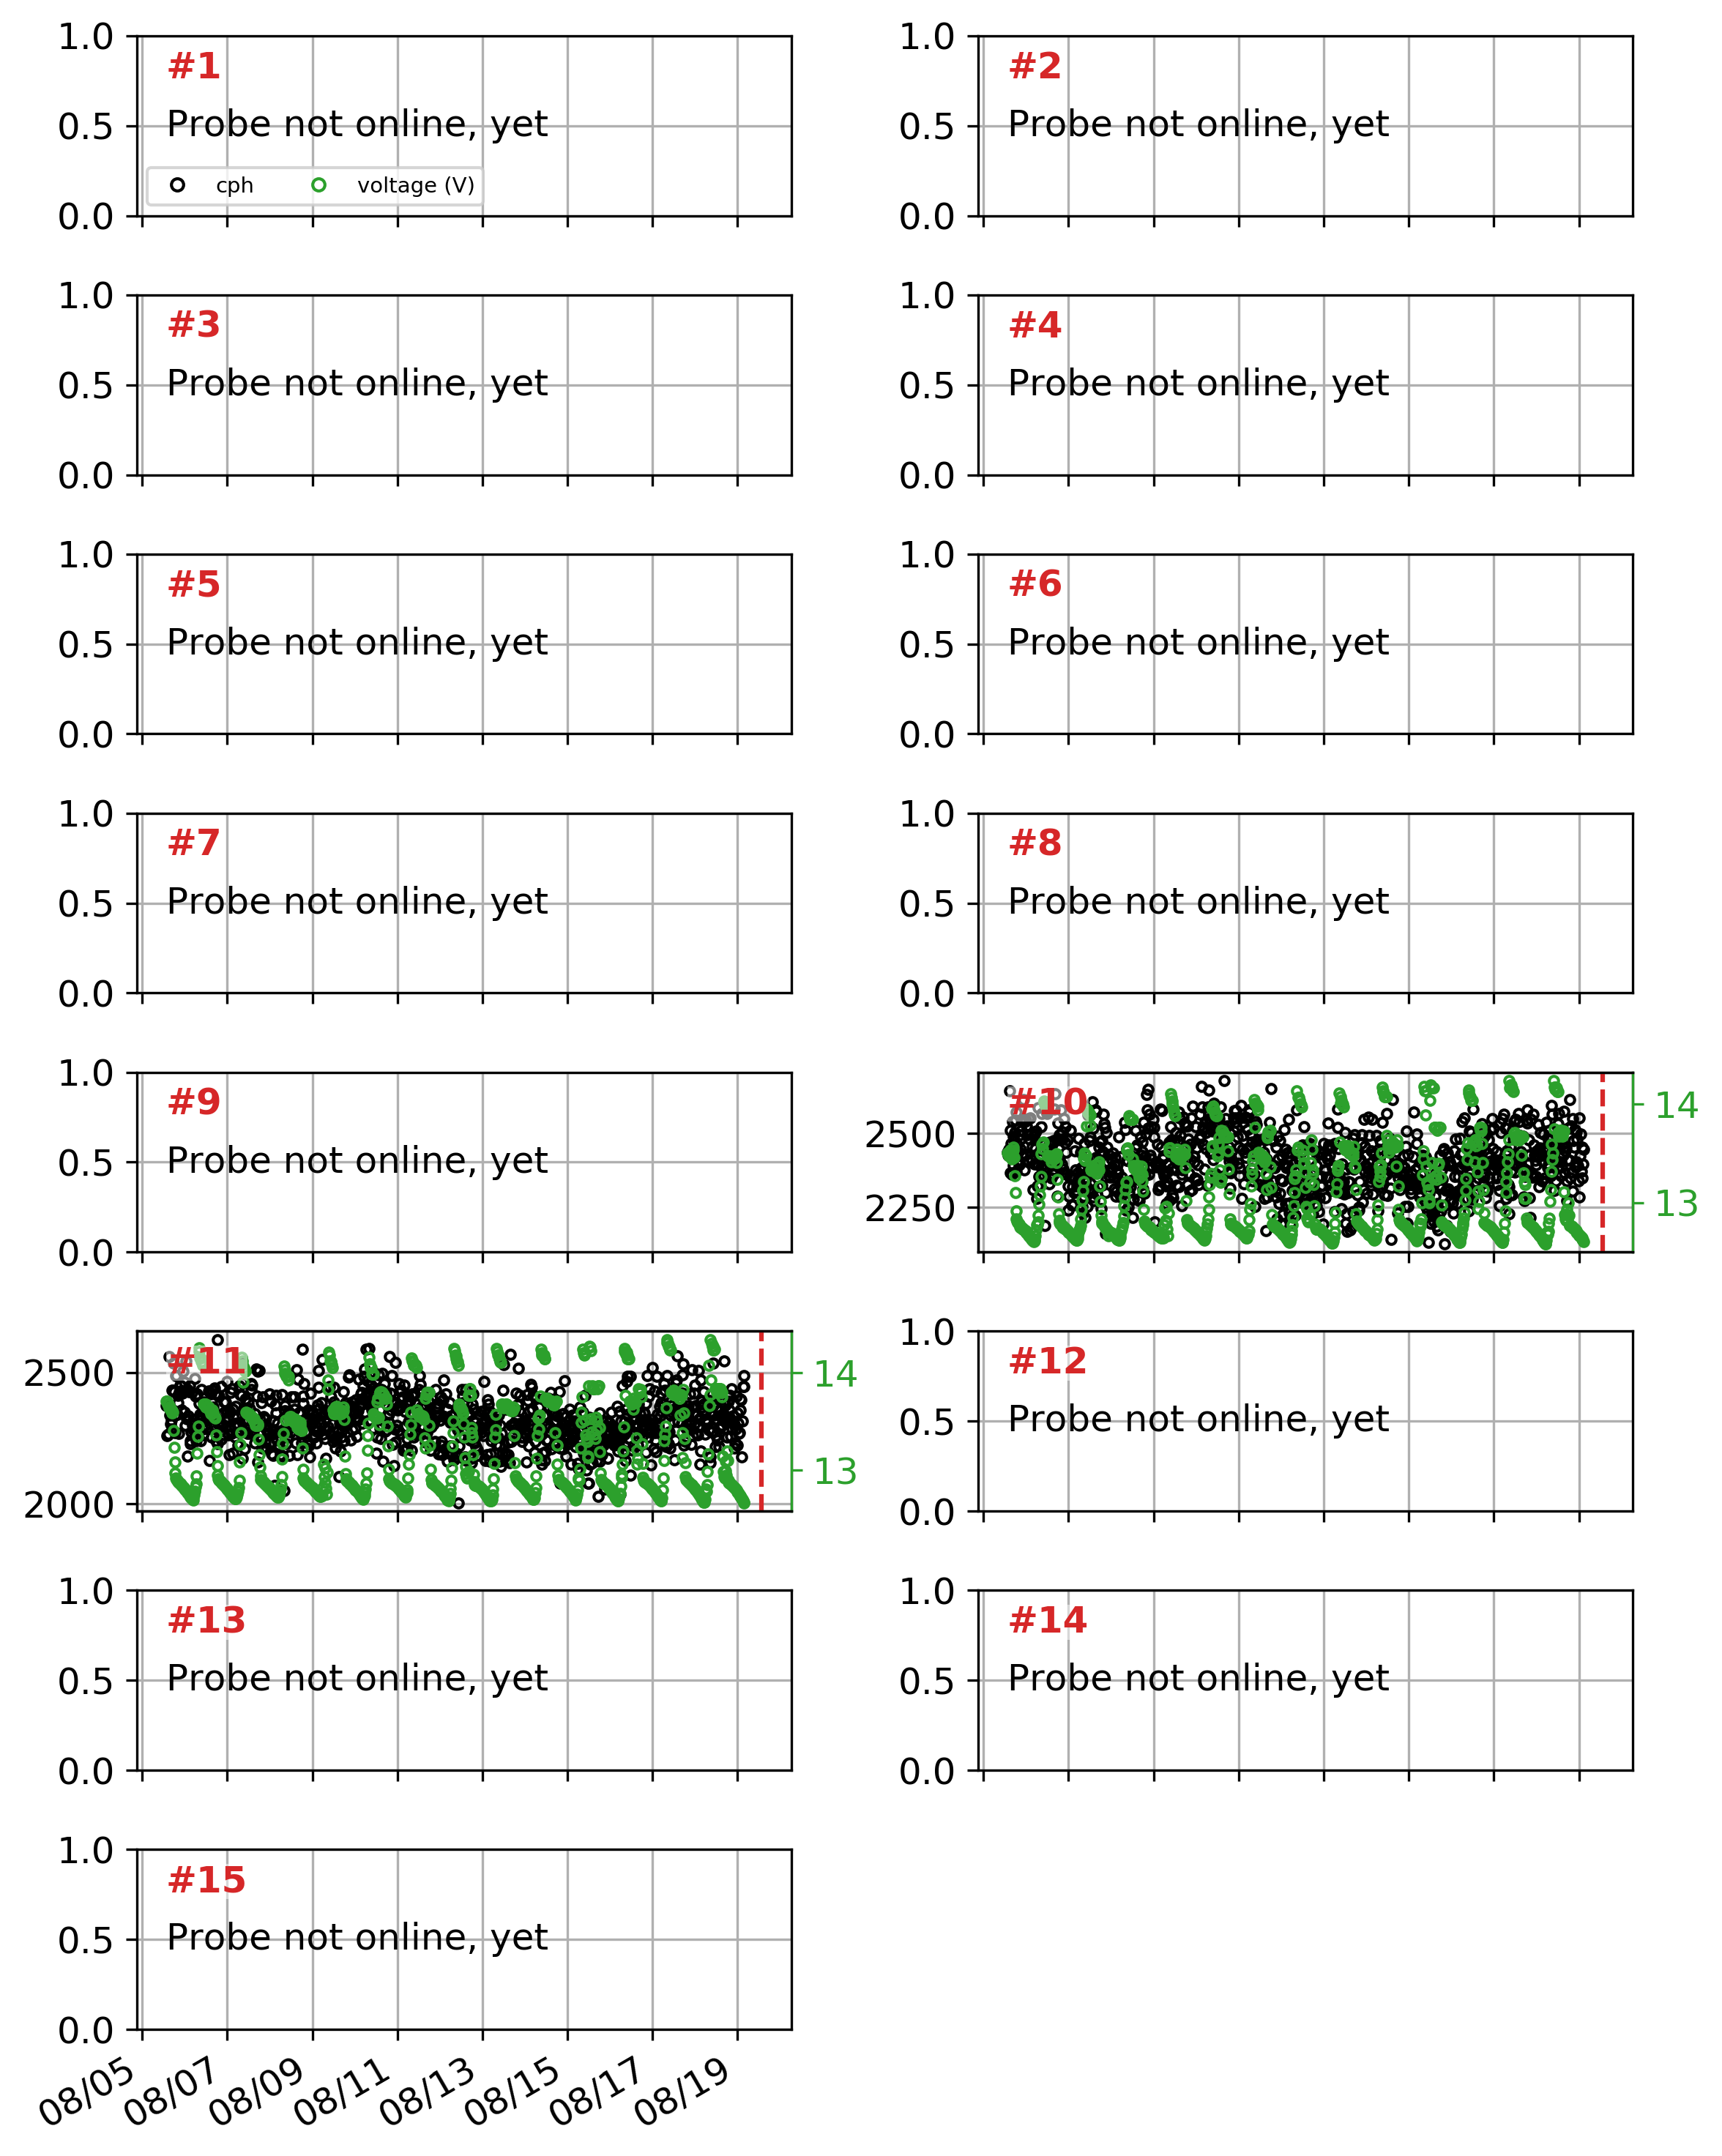 1.0 #1 1.0 #2
0.5 Probe not online, yet 0.5 Probe not online, yet
cph voltage (V)
0.0 0.0
1.0 #3 1.0 #4
0.5 Probe not online, yet 0.5 Probe not online, yet
0.0 0.0
1.0 #5 1.0 #6
0.5 Probe not online, yet 0.5 Probe not online, yet
0.0 0.0
1.0 #7 1.0 #8
0.5 Probe not online, yet 0.5 Probe not online, yet
0.0 0.0
1.0 #9 #10 14
0.5 Probe not online, yet 2500
0.0 2250 13
2500 #11 14 1.0 #12
13 0.5 Probe not online, yet
2000 0.0
1.0 #13 1.0 #14
0.5 Probe not online, yet 0.5 Probe not online, yet
0.0 0.0
1.0 #15
0.5 Probe not online, yet
0.0
08/05 08/07 08/09 08/11 08/13 08/15 08/17 08/19